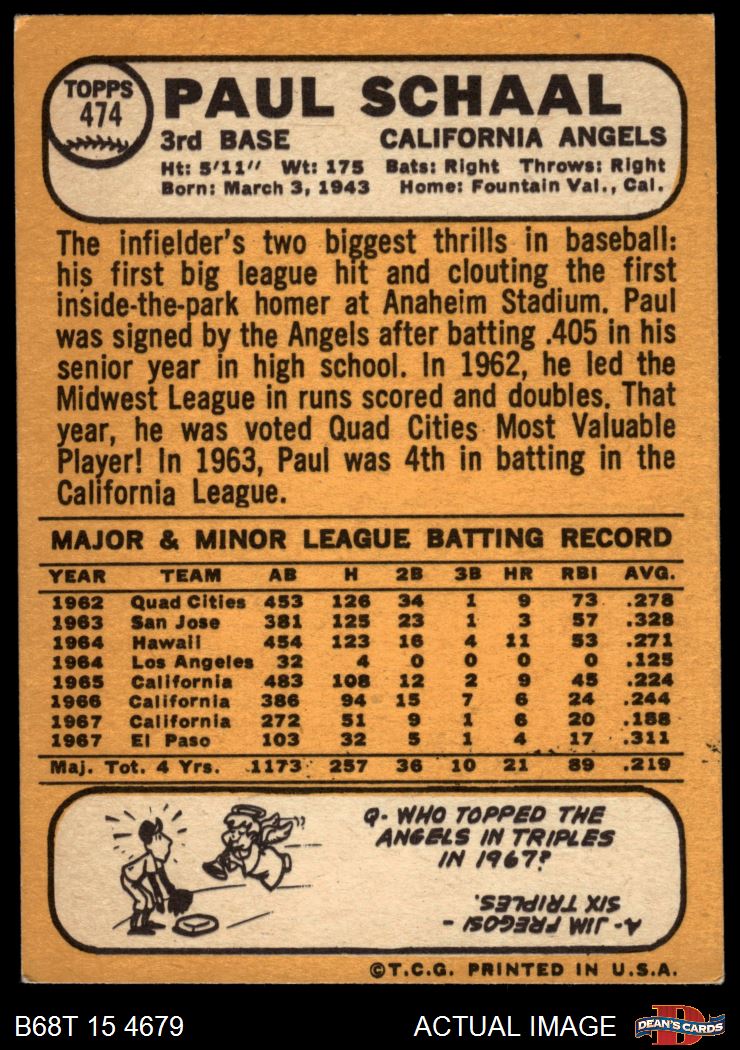 TOPPS
474
PAUL SCHAAL
3rd BASE CALIFORNIA ANGELS
Ht: 5'11" Wt: 175 Bats: Right Throws: Right
Born: March 3, 1943 Home: Fountain Val., Cal.
The infielder's two biggest thrills in baseball:
his first big league hit and clouting the first
inside-the-park homer at Anaheim Stadium. Paul
was signed by the Angels after batting .405 in his
senior year in high school. In 1962, he led the
Midwest League in runs scored and doubles. That
year, he was voted Quad Cities Most Valuable
Player! In 1963, Paul was 4th in batting in the
California League.
MAJOR & MINOR LEAGUE BATTING RECORD
YEAR TEAM AB H 2B 3B HR RBI AVG.
1962 Quad Cities 453 126 34 1 9 73 .278
1963 San Jose 381 125 23 1 3 57 .328
1964 Hawaii 454 123 16 4 11 53 .271
1964 Los Angeles 32 4 0 0 0 0 .125
1965 California 483 108 12 2 9 45 .224
1966 California 386 94 15 7 6 24 .244
1967 California 272 51 9 1 6 20 .188
1967 El Paso 103 32 5 1 4 17 .311
Maj. Tot. 4 Yrs. 1173 257 36 10 21 89 .219
Q- WHO TOPPED THE
ANGELS IN TRIPLES
IN 1967?
A- JIM FREGOSI -
SIX TRIPLES.
©T.C.G. PRINTED IN U.S.A.
B68T 15 4679 ACTUAL IMAGE D DEAN'S CARDS